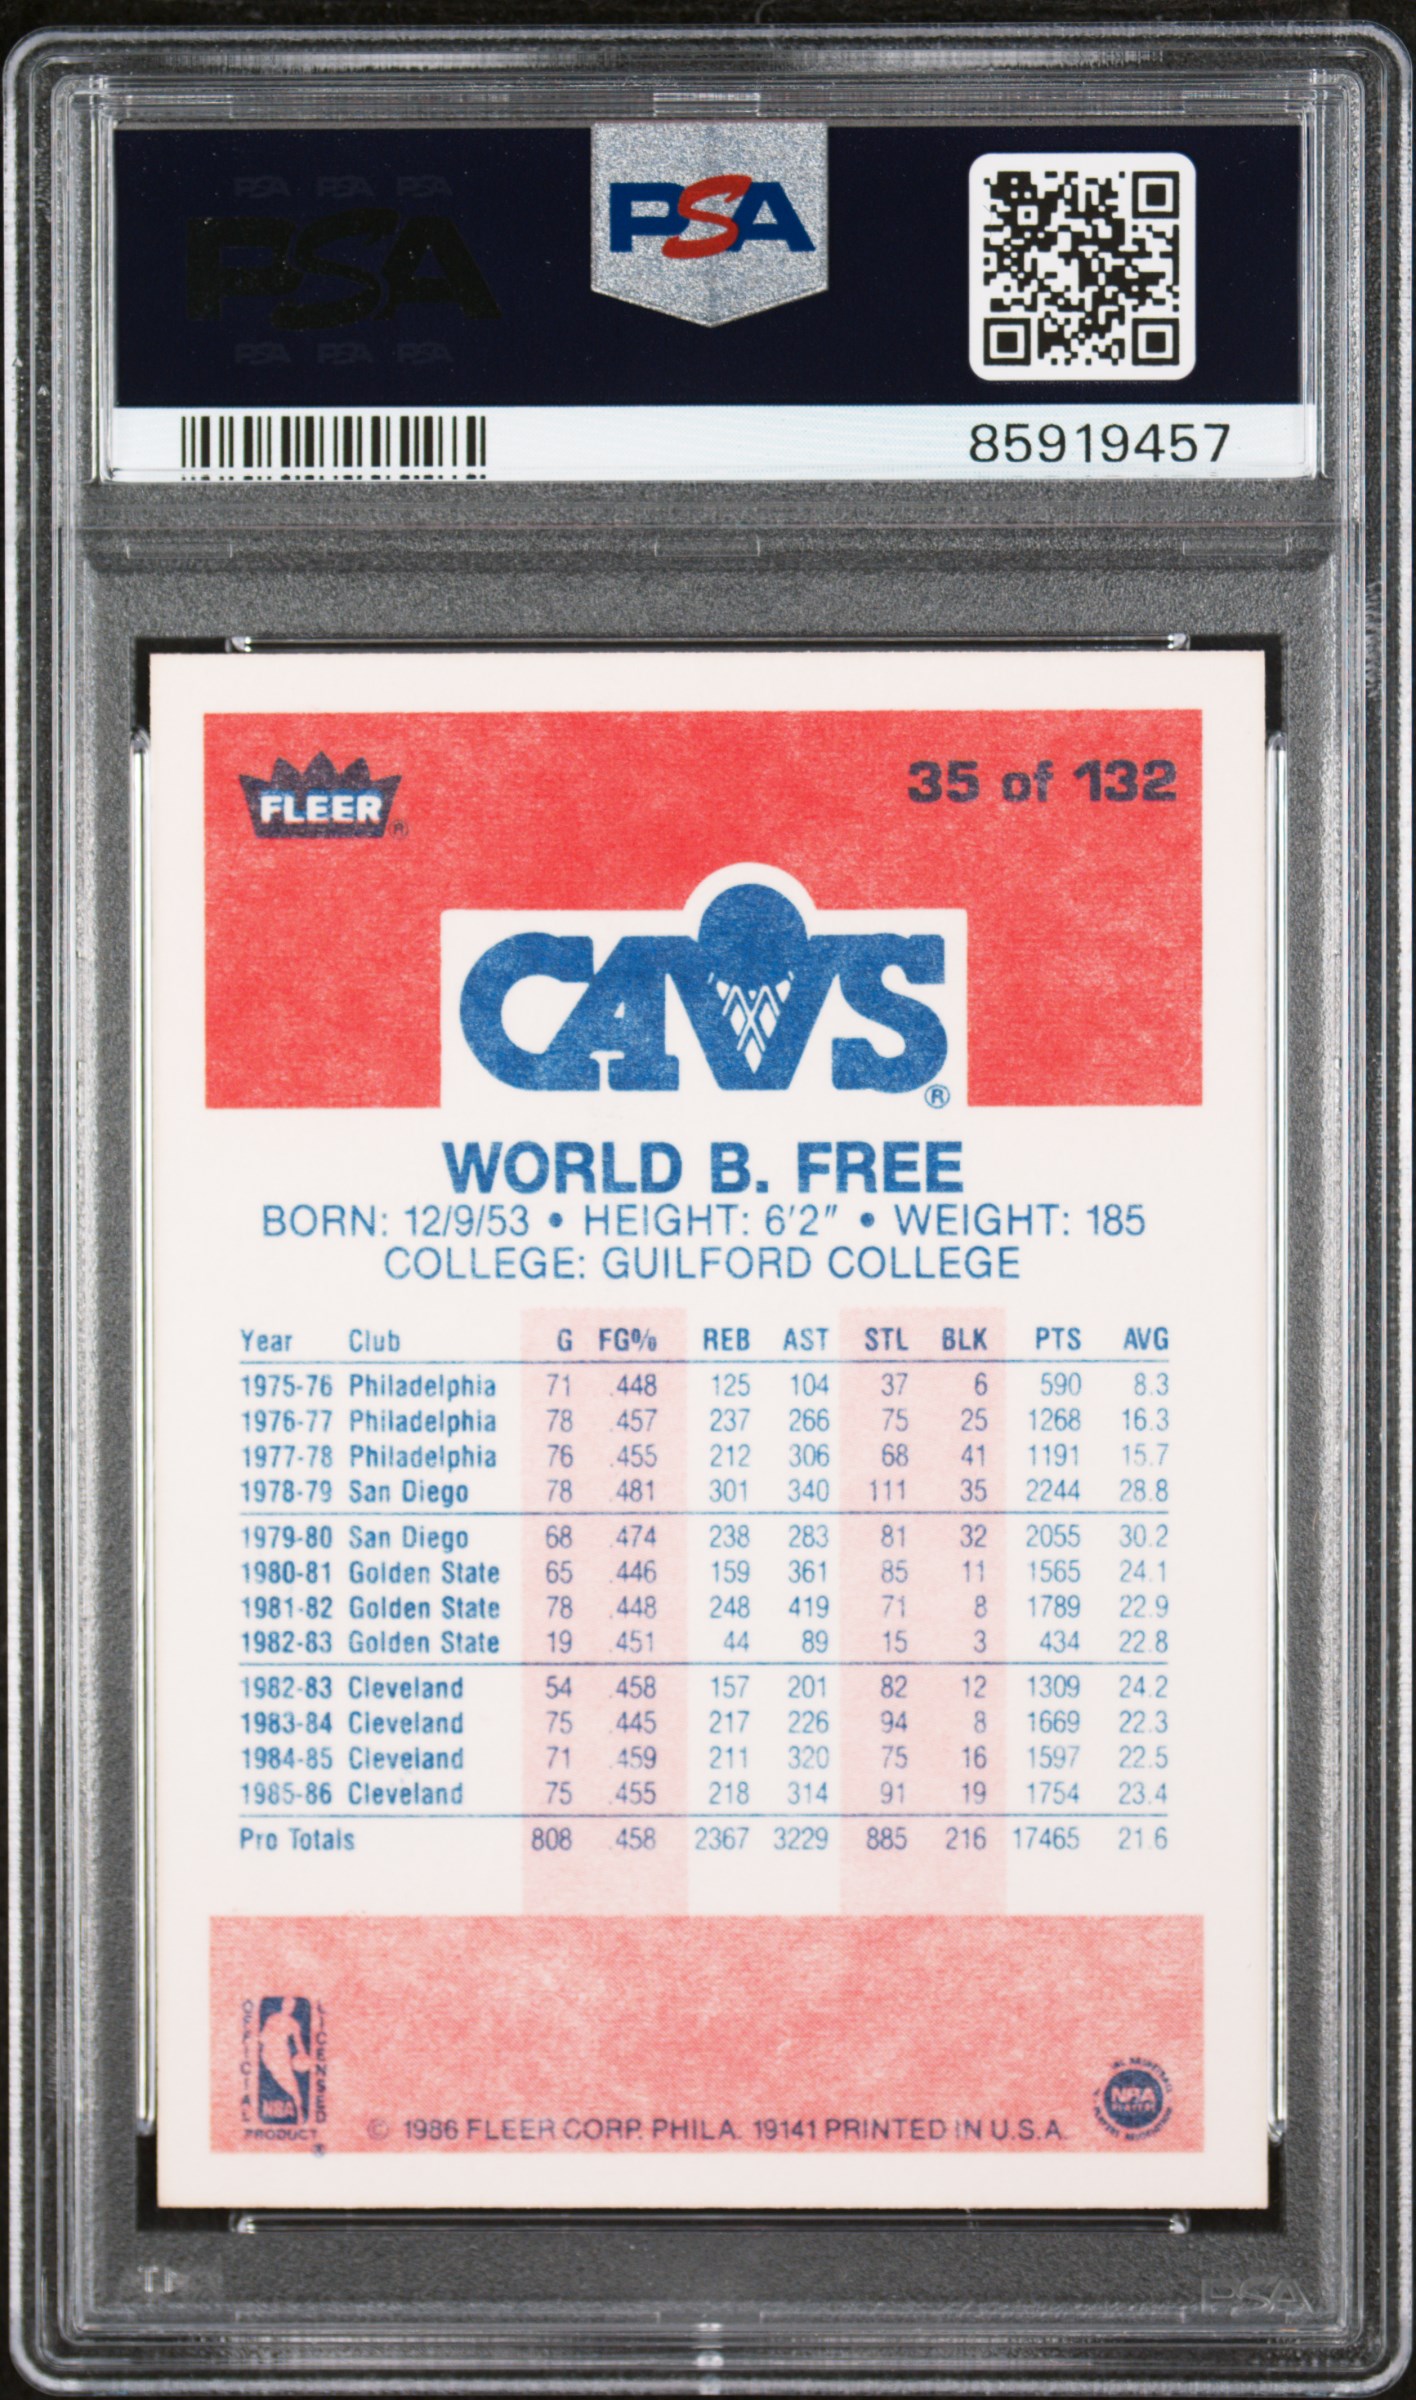 PSA PSA PSA
PSA
PSA PSA PSA
PSA
85919457
FLEER ®
35 of 132
CAVS ®
WORLD B. FREE
BORN: 12/9/53 • HEIGHT: 6'2" • WEIGHT: 185
COLLEGE: GUILFORD COLLEGE
Year Club G FG% REB AST STL BLK PTS AVG
1975-76 Philadelphia 71 .448 125 104 37 6 590 8.3
1976-77 Philadelphia 78 .457 237 266 75 25 1268 16.3
1977-78 Philadelphia 76 .455 212 306 68 41 1191 15.7
1978-79 San Diego 78 .481 301 340 111 35 2244 28.8
1979-80 San Diego 68 .474 238 283 81 32 2055 30.2
1980-81 Golden State 65 .446 159 361 85 11 1565 24.1
1981-82 Golden State 78 .448 248 419 71 8 1789 22.9
1982-83 Golden State 19 .451 44 89 15 3 434 22.8
1982-83 Cleveland 54 .458 157 201 82 12 1309 24.2
1983-84 Cleveland 75 .445 217 226 94 8 1669 22.3
1984-85 Cleveland 71 .459 211 320 75 16 1597 22.5
1985-86 Cleveland 75 .455 218 314 91 19 1754 23.4
Pro Totals 808 .458 2367 3229 885 216 17465 21.6
OFFICIAL LICENSED
NBA
PRODUCT ®
© 1986 FLEER CORP. PHILA. 19141 PRINTED IN U.S.A.
PSA